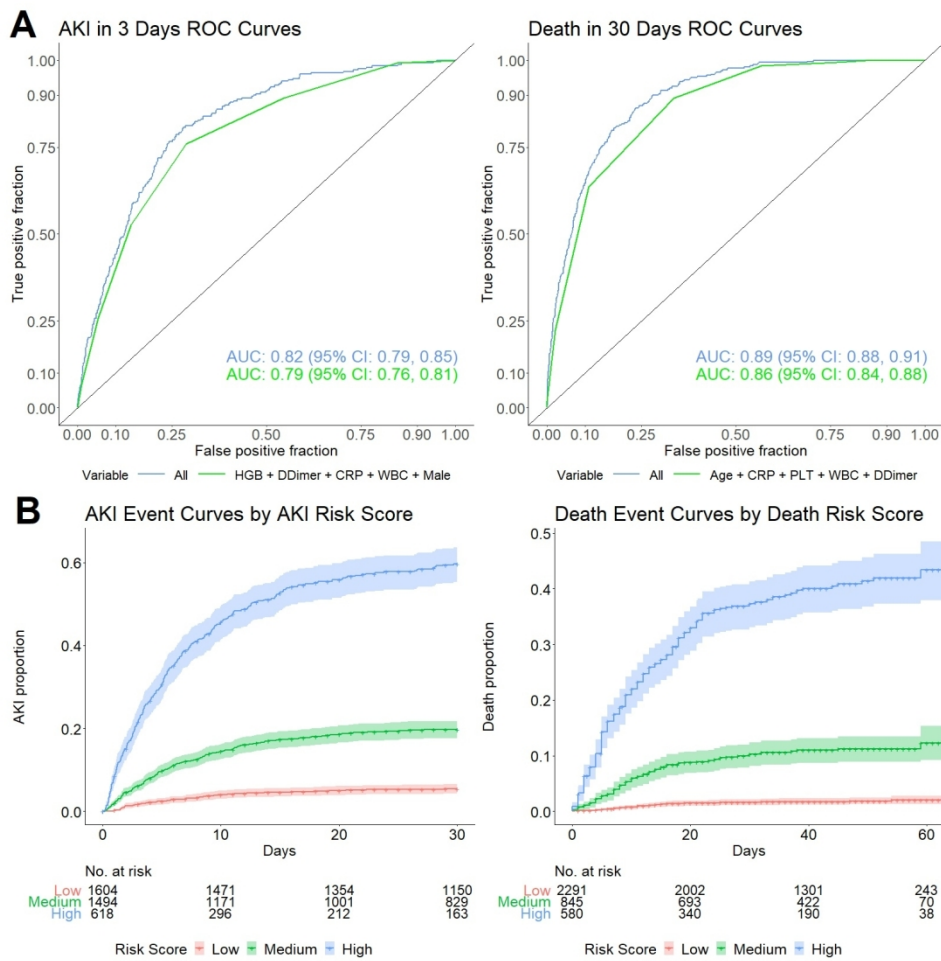 A
AKI in 3 Days ROC Curves
1.00
0.90
0.75
0.50
0.25
0.10
0.00
True positive fraction
AUC: 0.82 (95% CI: 0.79, 0.85)
AUC: 0.79 (95% CI: 0.76, 0.81)
0.00 0.10 0.25 0.50 0.75 0.90 1.00
False positive fraction
Variable All HGB + DDimer + CRP + WBC + Male
Death in 30 Days ROC Curves
1.00
0.90
0.75
0.50
0.25
0.10
0.00
True positive fraction
AUC: 0.89 (95% CI: 0.88, 0.91)
AUC: 0.86 (95% CI: 0.84, 0.88)
0.00 0.10 0.25 0.50 0.75 0.90 1.00
False positive fraction
Variable All Age + CRP + PLT + WBC + DDimer
B
AKI Event Curves by AKI Risk Score
0.6
0.4
0.2
0.0
AKI proportion
0 10 20 30
Days
No. at risk
Low 1604 1471 1354 1150
Medium 1494 1171 1001 829
High 618 296 212 163
Risk Score Low Medium High
Death Event Curves by Death Risk Score
0.5
0.4
0.3
0.2
0.1
0.0
Death proportion
0 20 40 60
Days
No. at risk
Low 2291 2002 1301 243
Medium 845 693 422 70
High 580 340 190 38
Risk Score Low Medium High